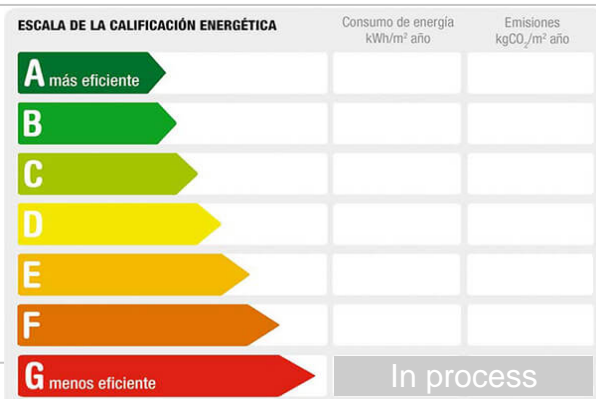 ESCALA DE LA CALIFICACIÓN ENERGÉTICA
Consumo de energía
kWh/m² año
Emisiones
kgCO₂/m² año
A más eficiente
B
C
D
E
F
G menos eficiente
In process